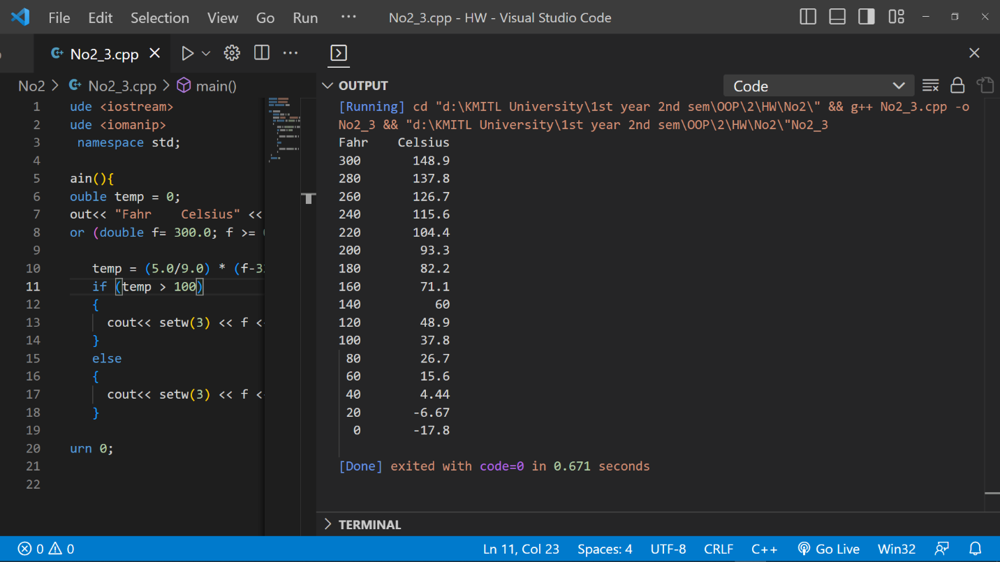 File Edit Selection View Go Run ··· No2_3.cpp - HW - Visual Studio Code
No2_3.cpp
No2 > No2_3.cpp > main()
1 ude <iostream>
2 ude <iomanip>
3 namespace std;
4
5 ain(){
6 ouble temp = 0;
7 out<< "Fahr    Celsius" <<
8 or (double f= 300.0; f >=
9
10 temp = (5.0/9.0) * (f-3
11 if (temp > 100)
12 {
13 cout<< setw(3) << f <
14 }
15 else
16 {
17 cout<< setw(3) << f <
18 }
19
20 urn 0;
21
22
OUTPUT
Code
[Running] cd "d:\KMITL University\1st year 2nd sem\OOP\2\HW\No2\" && g++ No2_3.cpp -o
No2_3 && "d:\KMITL University\1st year 2nd sem\OOP\2\HW\No2\"No2_3
Fahr    Celsius
300       148.9
280       137.8
260       126.7
240       115.6
220       104.4
200        93.3
180        82.2
160        71.1
140          60
120        48.9
100        37.8
 80        26.7
 60        15.6
 40        4.44
 20       -6.67
  0       -17.8
[Done] exited with code=0 in 0.671 seconds
TERMINAL
0 0 Ln 11, Col 23 Spaces: 4 UTF-8 CRLF C++ Go Live Win32